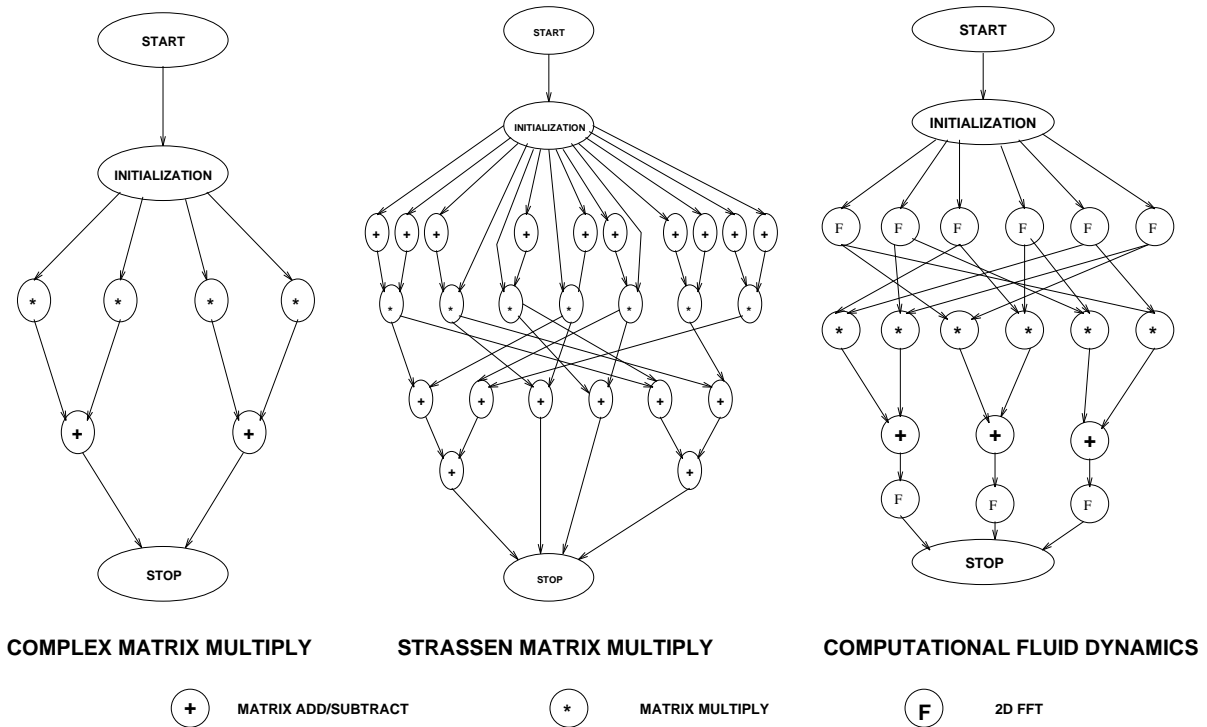 START
INITIALIZATION
* * * *
+ +
STOP
COMPLEX MATRIX MULTIPLY
START
INITIALIZATION
+ + + + + + + + + +
* * * * * * *
+ + + + + +
+ +
STOP
STRASSEN MATRIX MULTIPLY
START
INITIALIZATION
F F F F F F
* * * * * *
+ + +
F F F
STOP
COMPUTATIONAL FLUID DYNAMICS
+ MATRIX ADD/SUBTRACT
* MATRIX MULTIPLY
F 2D FFT